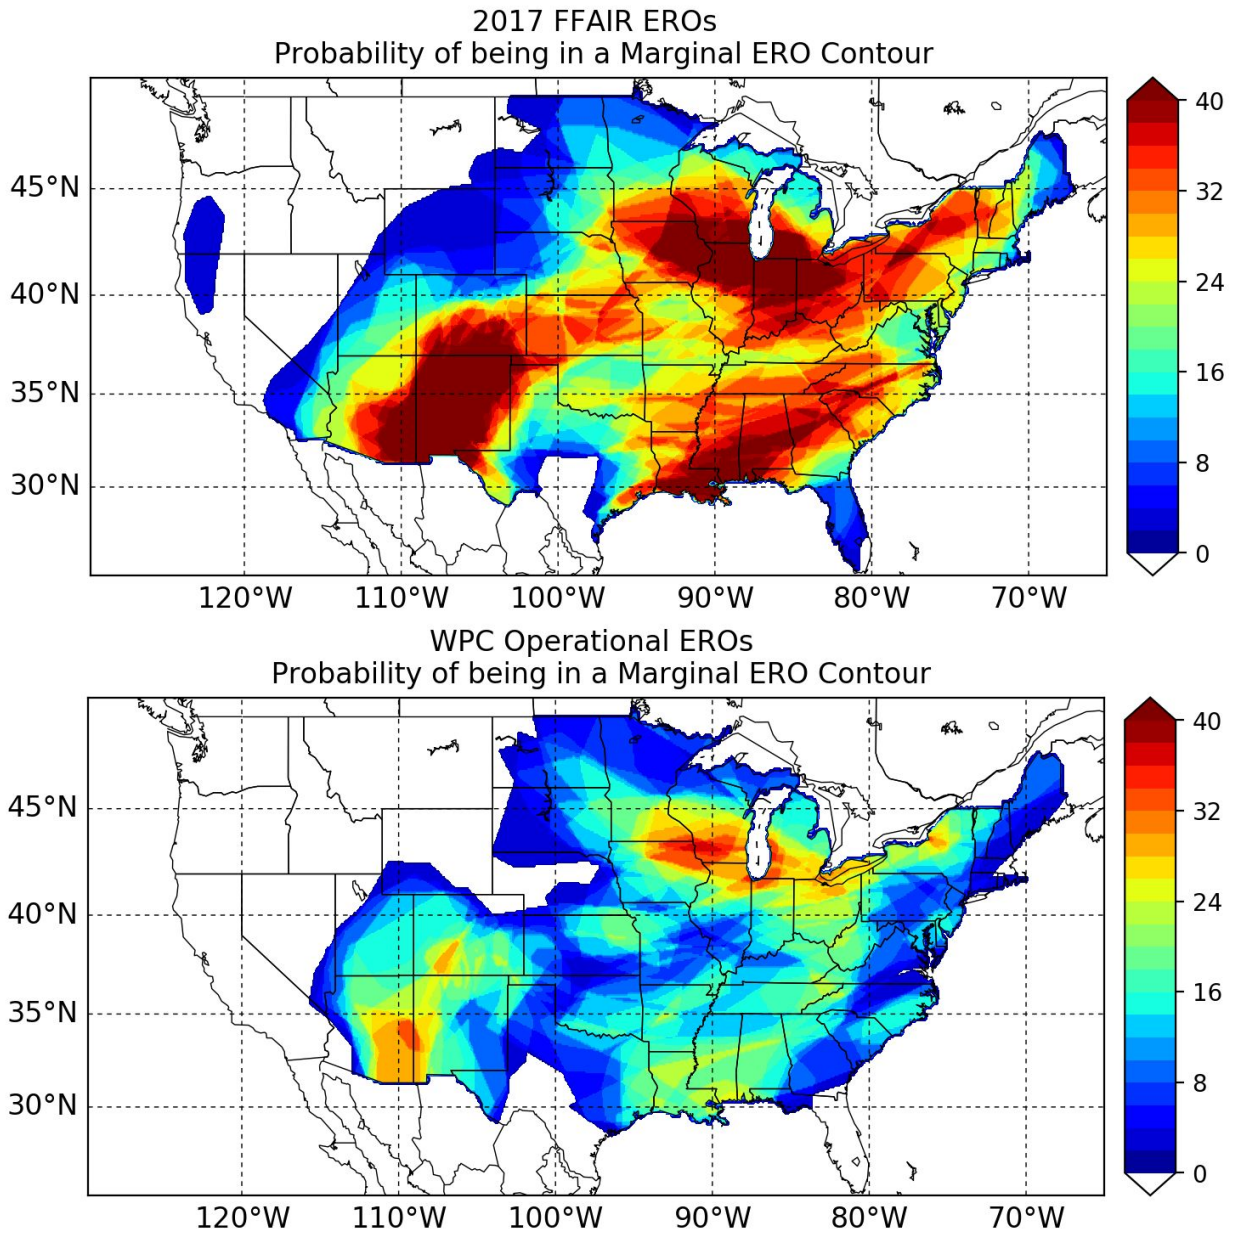 2017 FFAIR EROs
Probability of being in a Marginal ERO Contour
45°N
40°N
35°N
30°N
120°W 110°W 100°W 90°W 80°W 70°W
40
32
24
16
8
0
WPC Operational EROs
Probability of being in a Marginal ERO Contour
45°N
40°N
35°N
30°N
120°W 110°W 100°W 90°W 80°W 70°W
40
32
24
16
8
0